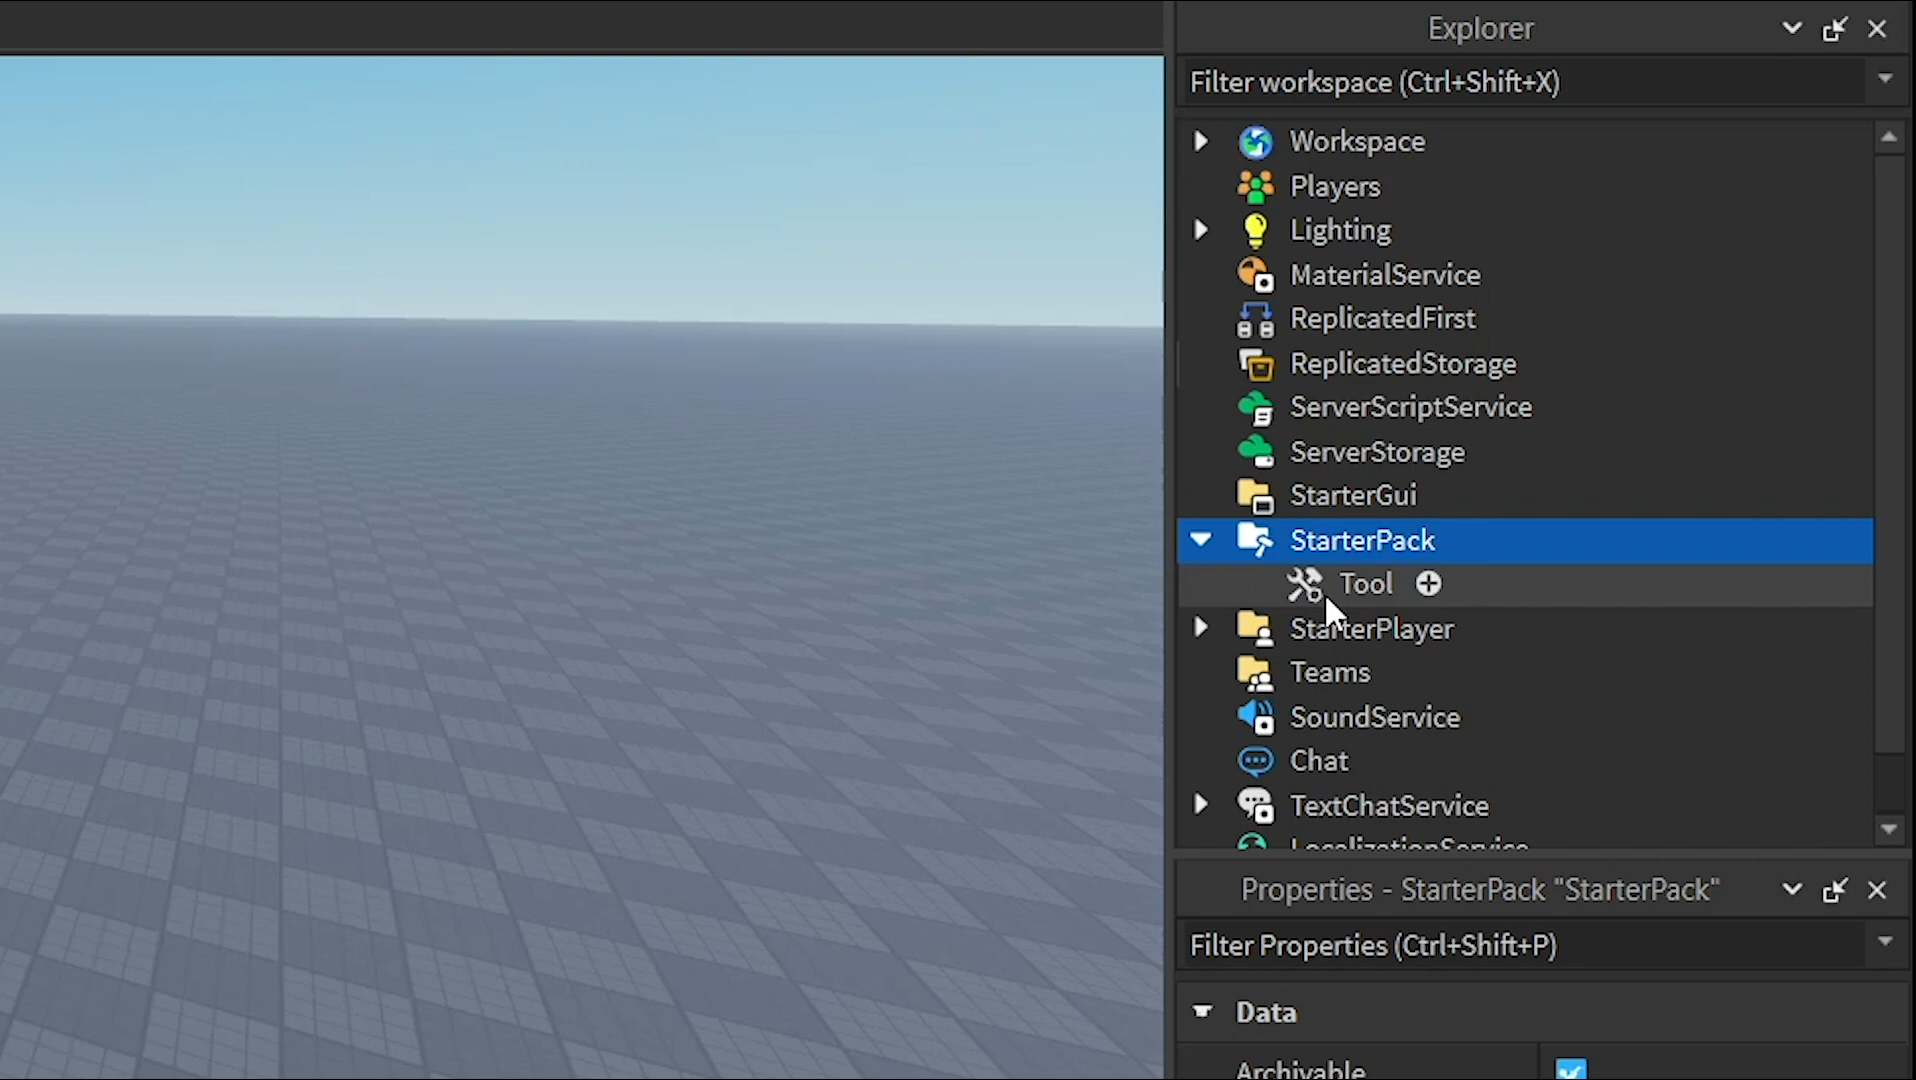 Explorer
Filter workspace (Ctrl+Shift+X)
Workspace
Players
Lighting
MaterialService
ReplicatedFirst
ReplicatedStorage
ServerScriptService
ServerStorage
StarterGui
StarterPack
Tool
StarterPlayer
Teams
SoundService
Chat
TextChatService
LocalizationService
Properties - StarterPack "StarterPack"
Filter Properties (Ctrl+Shift+P)
Data
Archivable